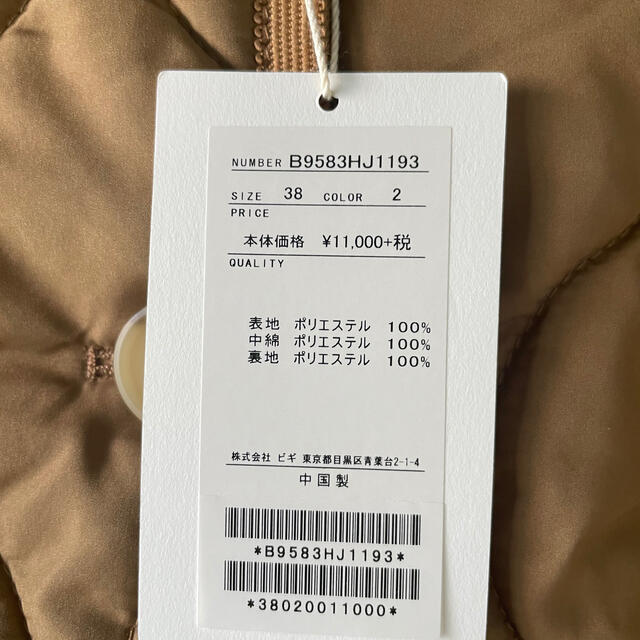 NUMBER B9583HJ1193
SIZE 38 COLOR 2
PRICE
本体価格 ¥11,000+税
QUALITY
表地 ポリエステル 100%
中綿 ポリエステル 100%
裏地 ポリエステル 100%
株式会社 ビギ 東京都目黒区青葉台2-1-4
中国製
*B9583HJ1193*
*38020011000*